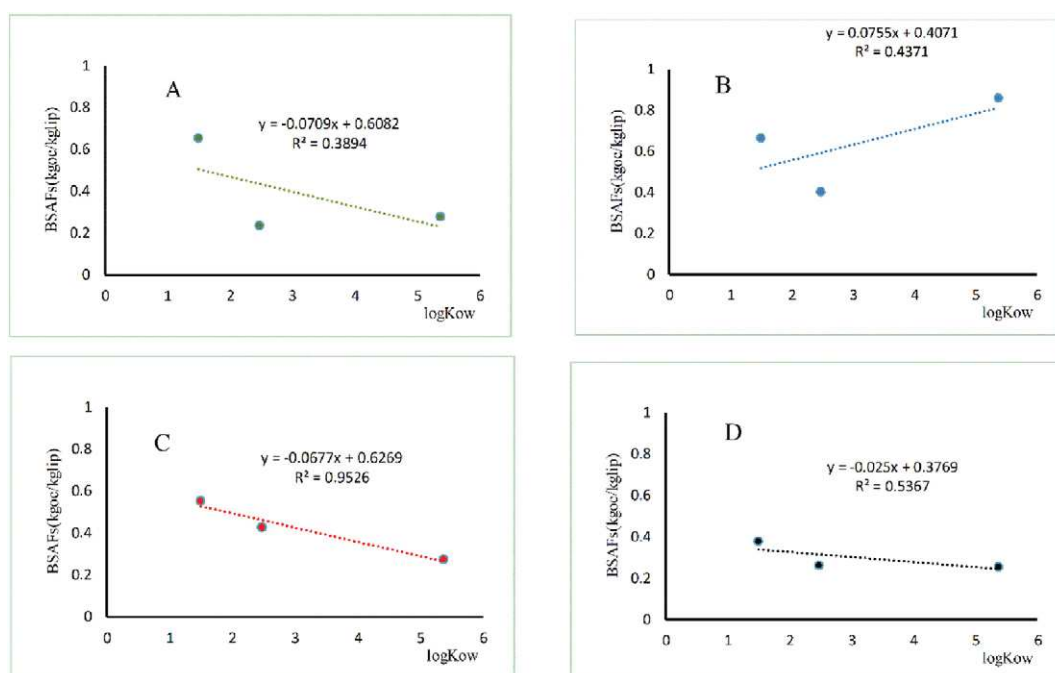 A
y = -0.0709x + 0.6082
R² = 0.3894
BSAFs(kgoc/kglip)
1
0.8
0.6
0.4
0.2
0
0 1 2 3 4 5 6
logKow
y = 0.0755x + 0.4071
R² = 0.4371
B
BSAFs(kgoc/kglip)
1
0.8
0.6
0.4
0.2
0
0 1 2 3 4 5 6
logKow
C
y = -0.0677x + 0.6269
R² = 0.9526
BSAFs(kgoc/kglip)
1
0.8
0.6
0.4
0.2
0
0 1 2 3 4 5 6
logKow
D
y = -0.025x + 0.3769
R² = 0.5367
BSAFs(kgoc/kglip)
1
0.8
0.6
0.4
0.2
0
0 1 2 3 4 5 6
logKow